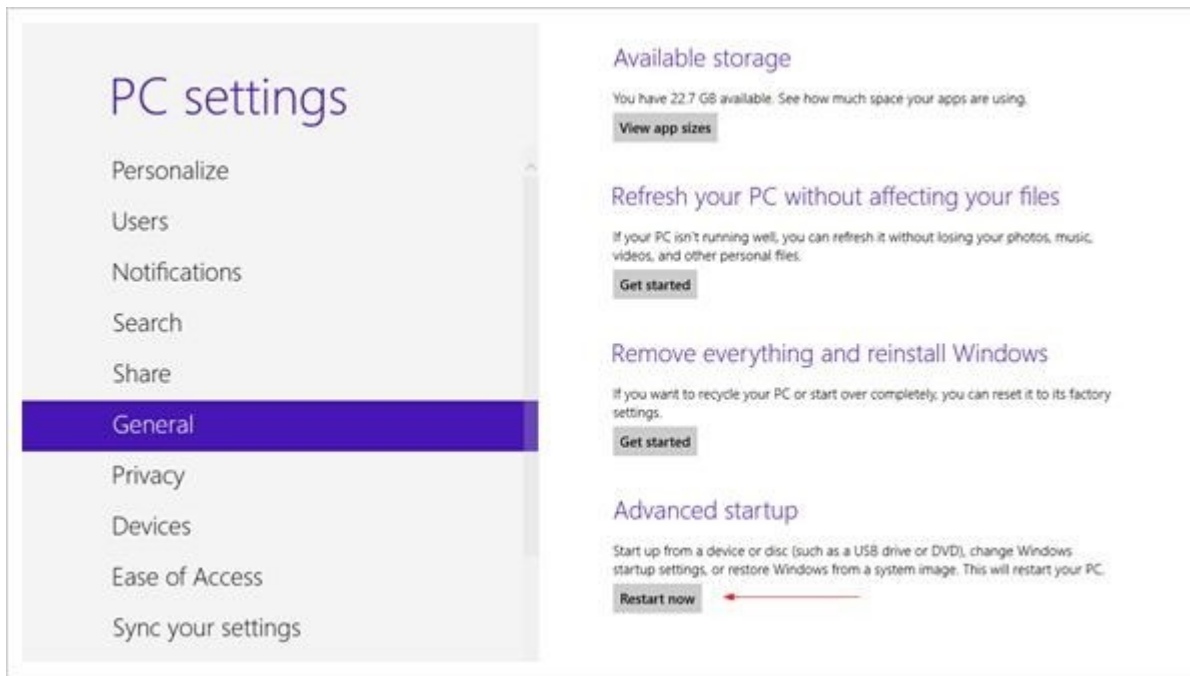 PC settings
Personalize
Users
Notifications
Search
Share
General
Privacy
Devices
Ease of Access
Sync your settings
Available storage
You have 22.7 GB available. See how much space your apps are using.
View app sizes
Refresh your PC without affecting your files
If your PC isn't running well, you can refresh it without losing your photos, music,
videos, and other personal files.
Get started
Remove everything and reinstall Windows
If you want to recycle your PC or start over completely, you can reset it to its factory
settings.
Get started
Advanced startup
Start up from a device or disc (such as a USB drive or DVD), change Windows
startup settings, or restore Windows from a system image. This will restart your PC.
Restart now